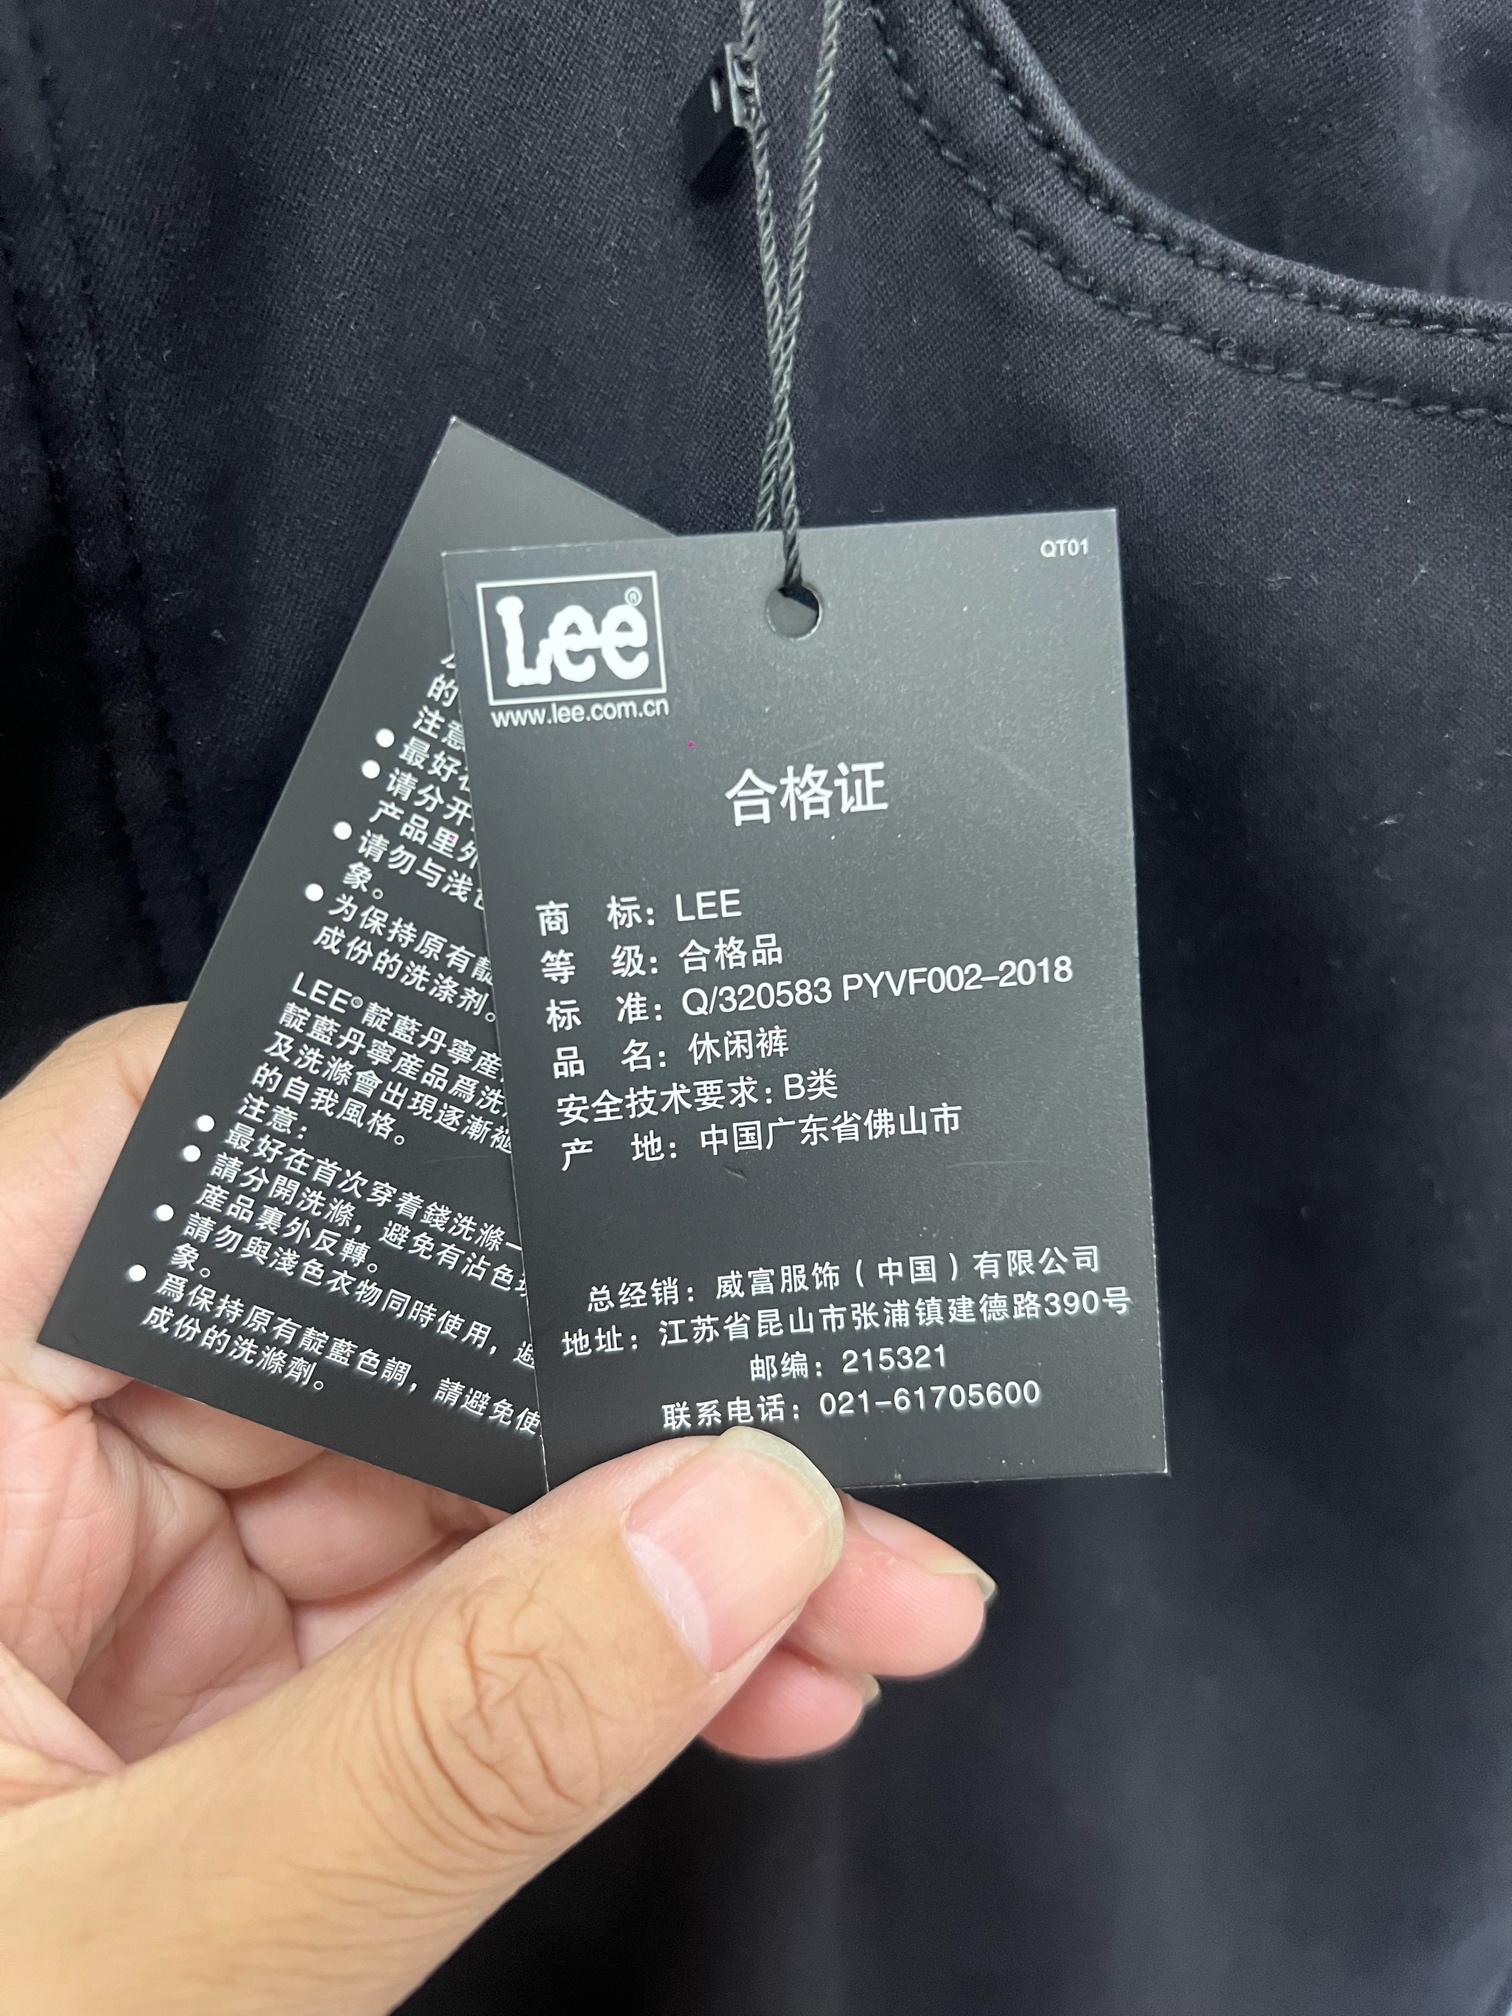 QT01
Lee®
www.lee.com.cn
合格证
商 标：LEE
等 级：合格品
标 准：Q/320583 PYVF002-2018
品 名：休闲裤
安全技术要求：B类
产 地：中国广东省佛山市
总经销：威富服饰（中国）有限公司
地址：江苏省昆山市张浦镇建德路390号
邮编：215321
联系电话：021-61705600
的
注意
●最好在
●请分开
产品里外
●请勿与浅色
象。
●为保持原有靛
成份的洗涤剂。
LEE®靛藍丹寧産
靛藍丹寧産品爲洗
及洗滌會出現逐漸褪
的自我風格。
注意：
●最好在首次穿着錢洗滌一
●請分開洗滌，避免有沾色
産品裏外反轉。
●請勿與淺色衣物同時使用，避
象。
●爲保持原有靛藍色調，請避免使
成份的洗滌劑。